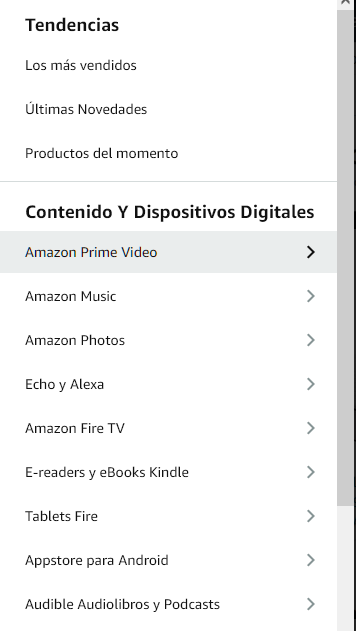 Tendencias
Los más vendidos
Últimas Novedades
Productos del momento
Contenido Y Dispositivos Digitales
Amazon Prime Video
Amazon Music
Amazon Photos
Echo y Alexa
Amazon Fire TV
E-readers y eBooks Kindle
Tablets Fire
Appstore para Android
Audible Audiolibros y Podcasts